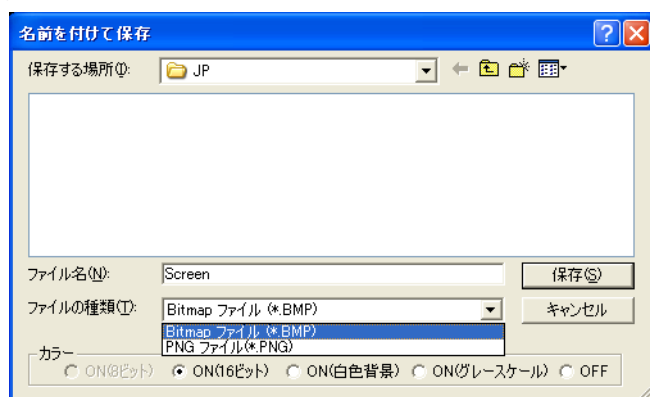 名前を付けて保存
保存する場所(I):
JP
ファイル名(N):
Screen
保存(S)
ファイルの種類(T):
Bitmap ファイル (*.BMP)
キャンセル
Bitmap ファイル (*.BMP)
PNG ファイル(*.PNG)
カラー
ON(8ビット) ON(16ビット) ON(白色背景) ON(グレースケール) OFF